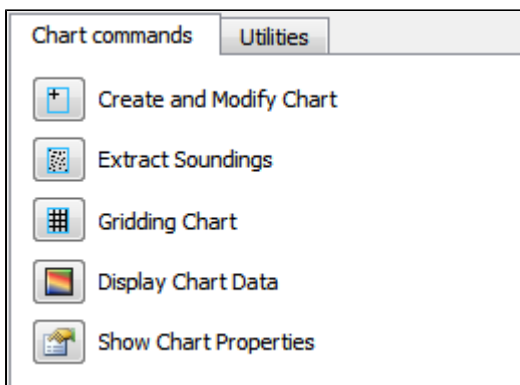 Chart commands Utilities
Create and Modify Chart
Extract Soundings
Gridding Chart
Display Chart Data
Show Chart Properties